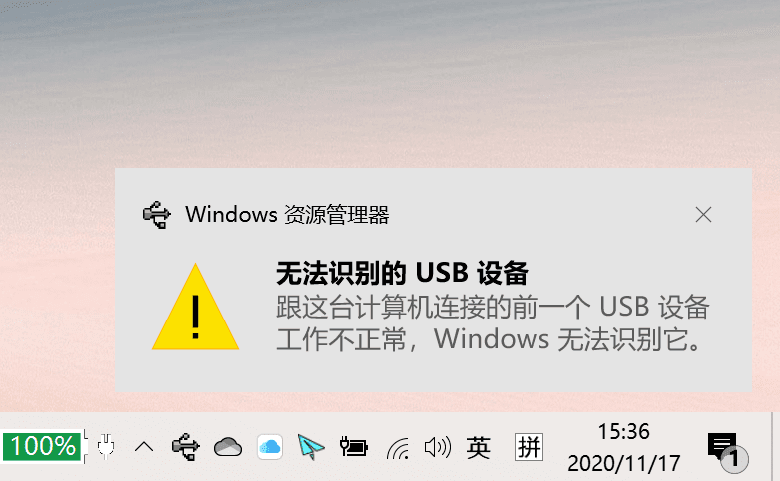 Windows 资源管理器
无法识别的 USB 设备
跟这台计算机连接的前一个 USB 设备
工作不正常，Windows 无法识别它。
100%
英
拼
15:36
2020/11/17
1